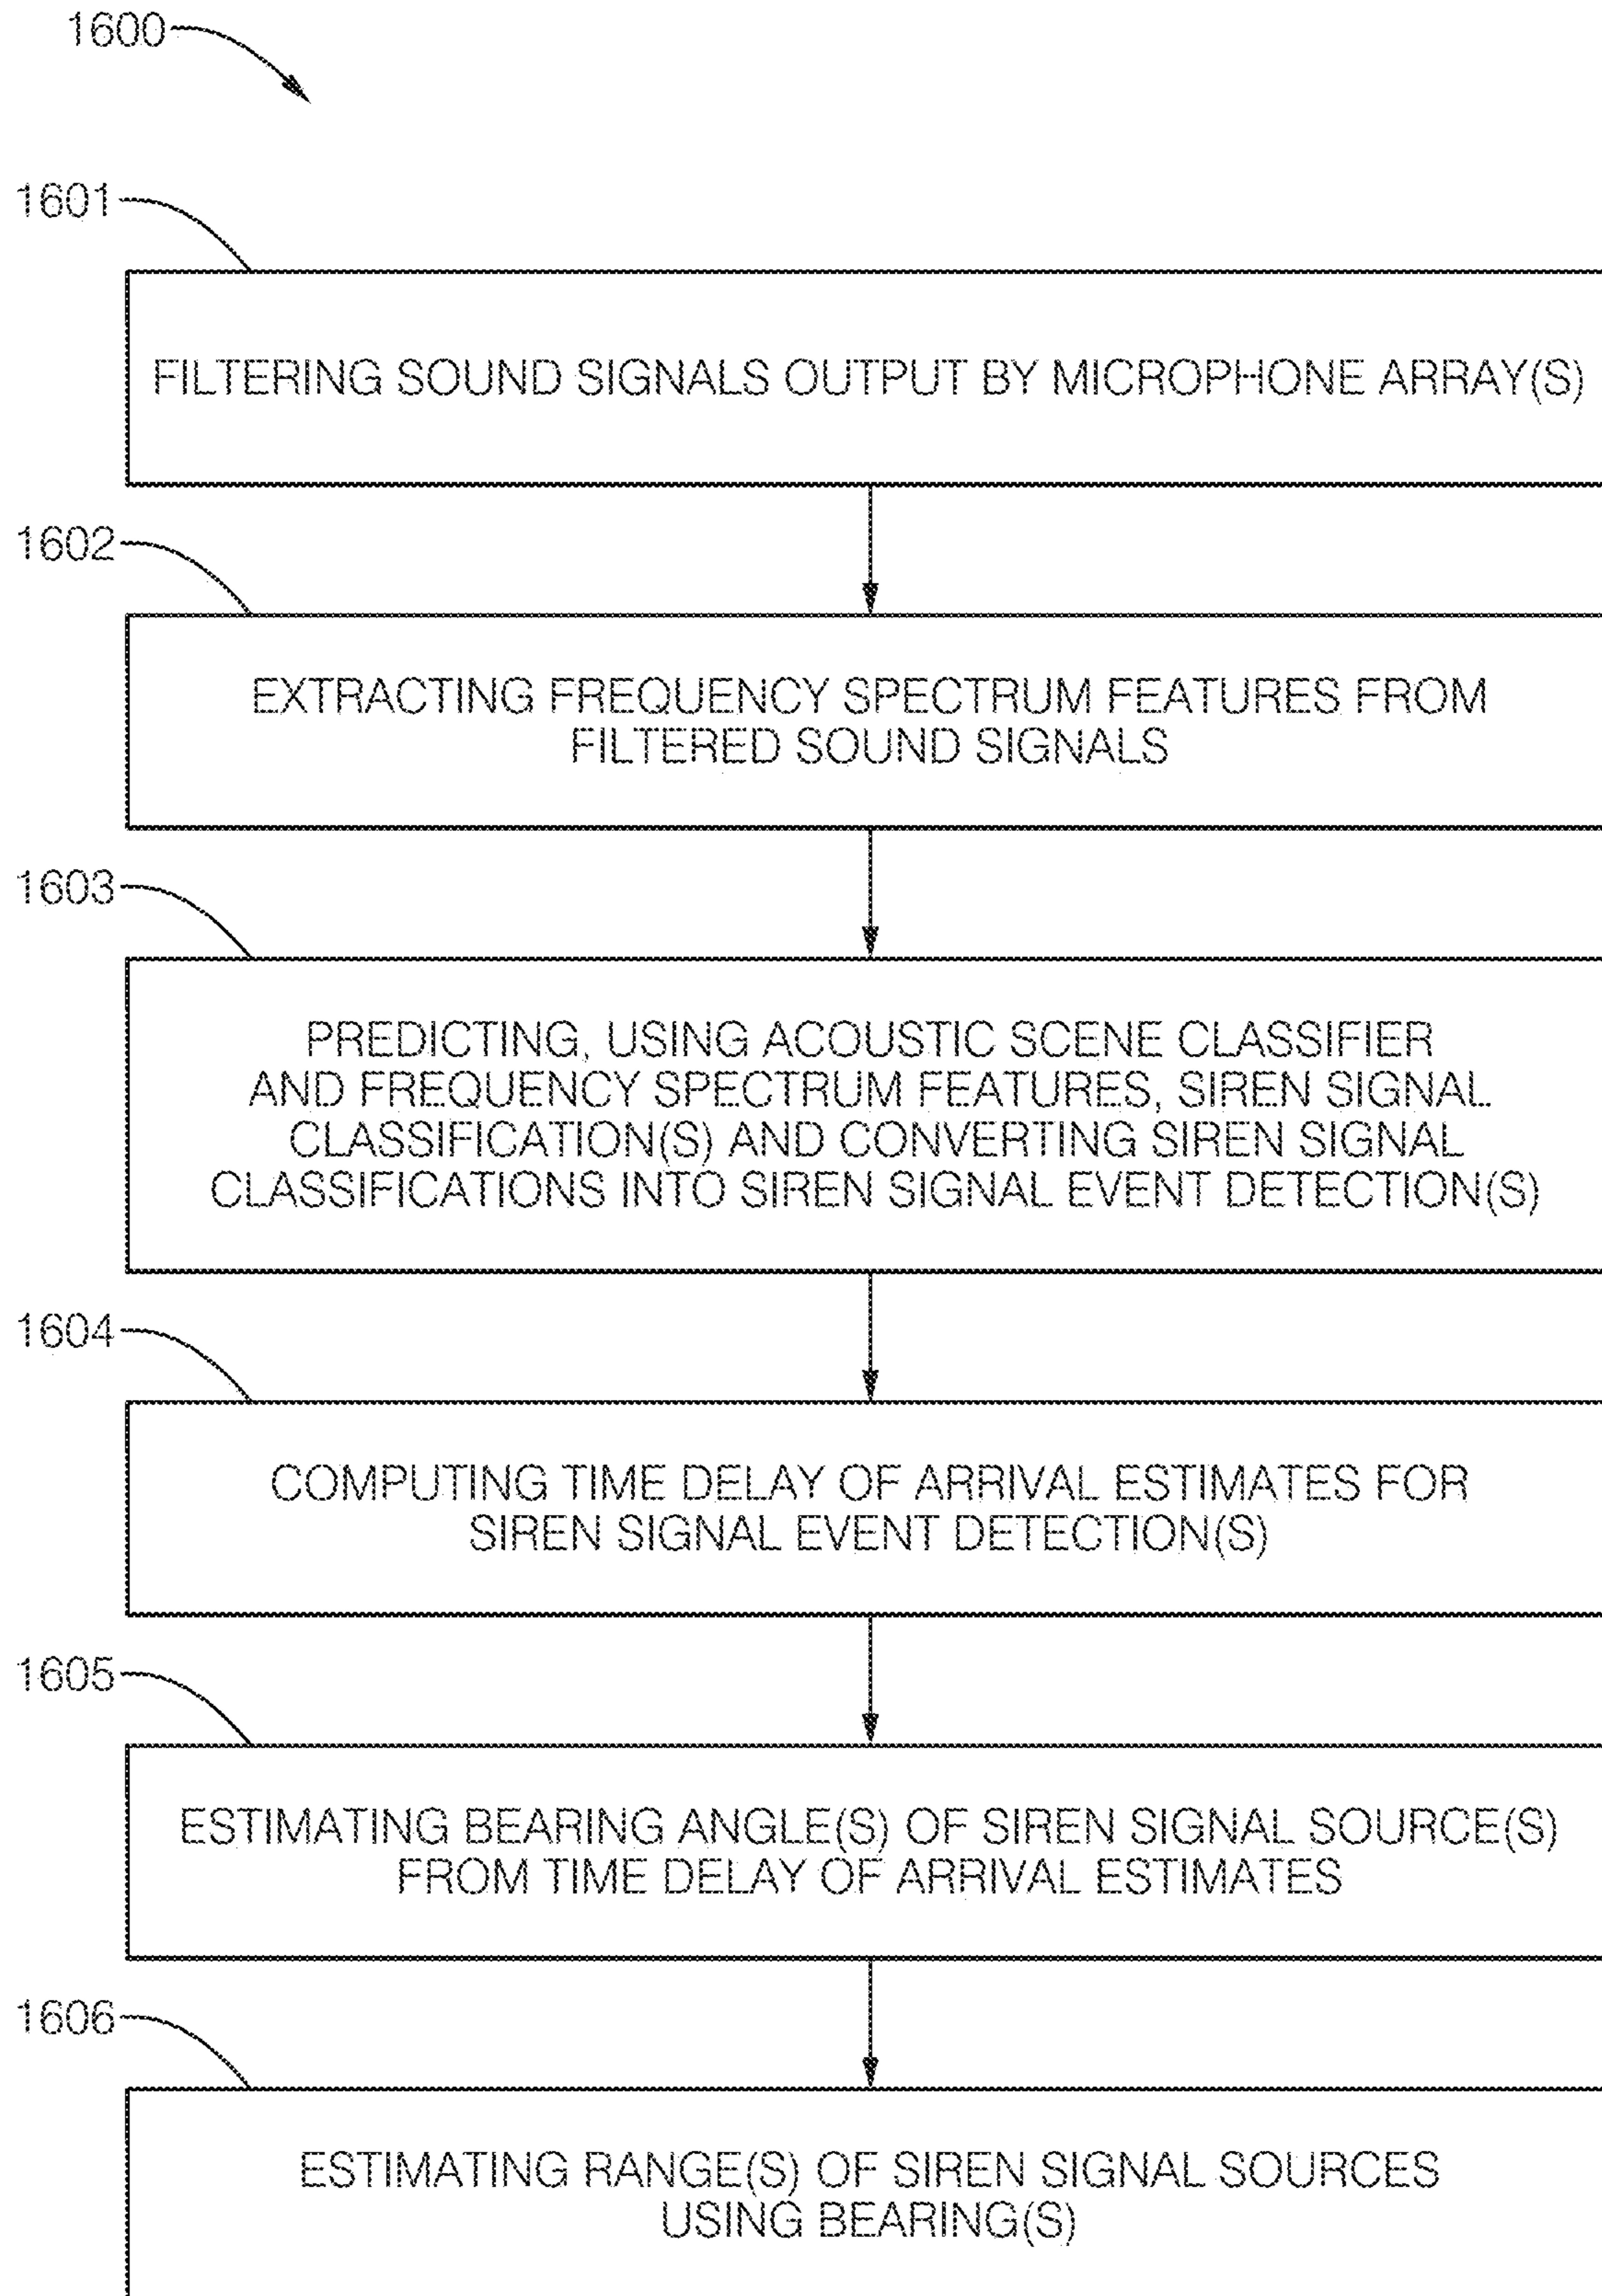 1600
1601
FILTERING SOUND SIGNALS OUTPUT BY MICROPHONE ARRAY(S)
1602
EXTRACTING FREQUENCY SPECTRUM FEATURES FROM
FILTERED SOUND SIGNALS
1603
PREDICTING, USING ACOUSTIC SCENE CLASSIFIER
AND FREQUENCY SPECTRUM FEATURES, SIREN SIGNAL
CLASSIFICATION(S) AND CONVERTING SIREN SIGNAL
CLASSIFICATIONS INTO SIREN SIGNAL EVENT DETECTION(S)
1604
COMPUTING TIME DELAY OF ARRIVAL ESTIMATES FOR
SIREN SIGNAL EVENT DETECTION(S)
1605
ESTIMATING BEARING ANGLE(S) OF SIREN SIGNAL SOURCE(S)
FROM TIME DELAY OF ARRIVAL ESTIMATES
1606
ESTIMATING RANGE(S) OF SIREN SIGNAL SOURCES
USING BEARING(S)